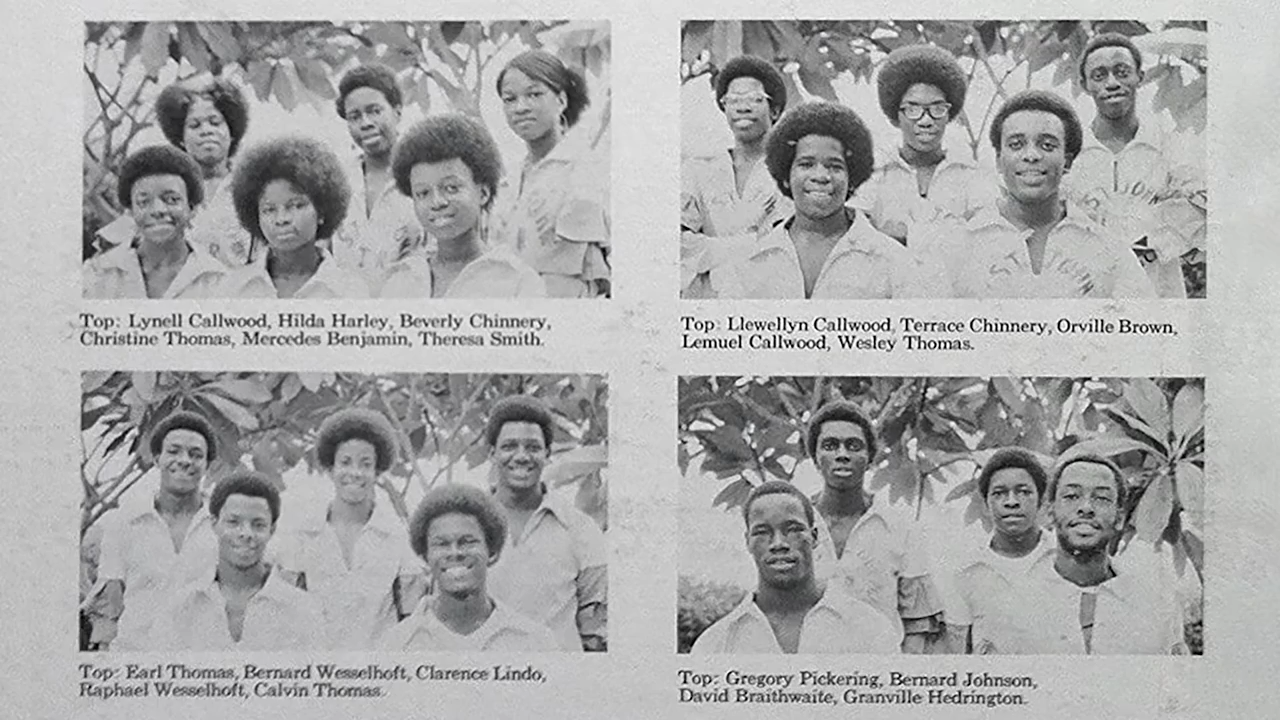 Top: Lynell Callwood, Hilda Harley, Beverly Chinnery,
Christine Thomas, Mercedes Benjamin, Theresa Smith.
Top: Llewellyn Callwood, Terrace Chinnery, Orville Brown,
Lemuel Callwood, Wesley Thomas.
Top: Earl Thomas, Bernard Wesselhoft, Clarence Lindo,
Raphael Wesselhoft, Calvin Thomas.
Top: Gregory Pickering, Bernard Johnson,
David Braithwaite, Granville Hedrington.